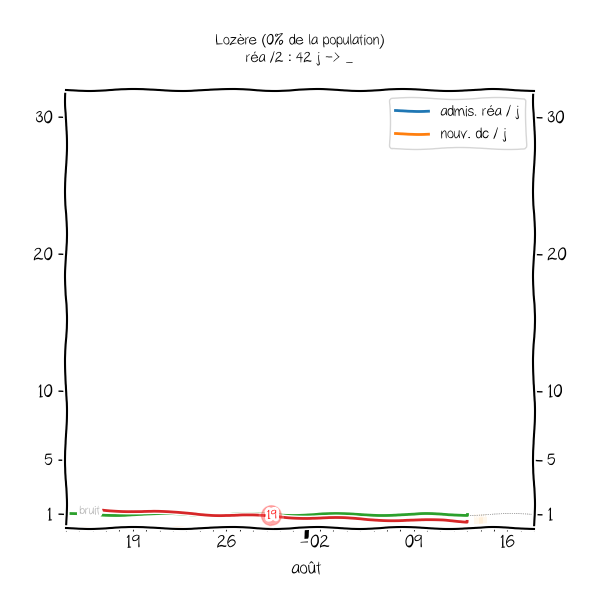 Lozère (0% de la population)
réa /2 : 42 j -> _
admis. réa / j
nouv. dc / j
30
30
20
20
10
10
5
5
1
bruit
19
1
19
26
02
09
16
août